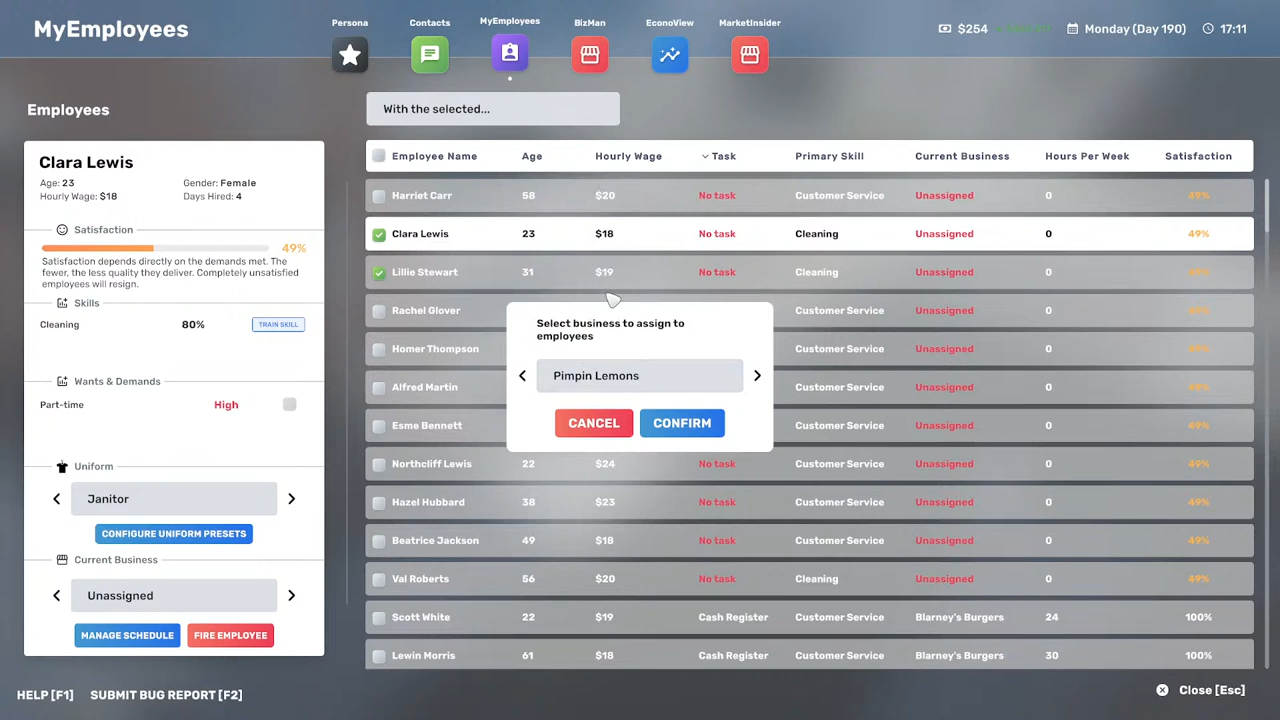 MyEmployees
Persona
Contacts
MyEmployees
BizMan
EconoView
MarketInsider
$254
Monday (Day 190)
17:11
Employees
With the selected...
Clara Lewis
Age: 23
Gender: Female
Hourly Wage: $18
Days Hired: 4
Satisfaction
49%
Satisfaction depends directly on the demands met. The
fewer, the less quality they deliver. Completely unsatisfied
employees will resign.
Skills
Cleaning 80% TRAIN SKILL
Wants & Demands
Part-time High
Uniform
Janitor
CONFIGURE UNIFORM PRESETS
Current Business
Unassigned
MANAGE SCHEDULE FIRE EMPLOYEE
Employee Name Age Hourly Wage Task Primary Skill Current Business Hours Per Week Satisfaction
Harriet Carr 58 $20 No task Customer Service Unassigned 0 49%
Clara Lewis 23 $18 No task Cleaning Unassigned 0 49%
Lillie Stewart 31 $19 No task Cleaning Unassigned 0 49%
Rachel Glover Customer Service Unassigned 0 49%
Homer Thompson Customer Service Unassigned 0 49%
Alfred Martin Customer Service Unassigned 0 49%
Esme Bennett Customer Service Unassigned 0 49%
Northcliff Lewis 22 $24 No task Customer Service Unassigned 0 49%
Hazel Hubbard 38 $23 No task Customer Service Unassigned 0 49%
Beatrice Jackson 49 $18 No task Customer Service Unassigned 0 49%
Val Roberts 56 $20 No task Cleaning Unassigned 0 49%
Scott White 22 $19 Cash Register Customer Service Blarney's Burgers 24 100%
Lewin Morris 61 $18 Cash Register Customer Service Blarney's Burgers 30 100%
Select business to assign to
employees
Pimpin Lemons
CANCEL CONFIRM
HELP [F1] SUBMIT BUG REPORT [F2]
Close [Esc]